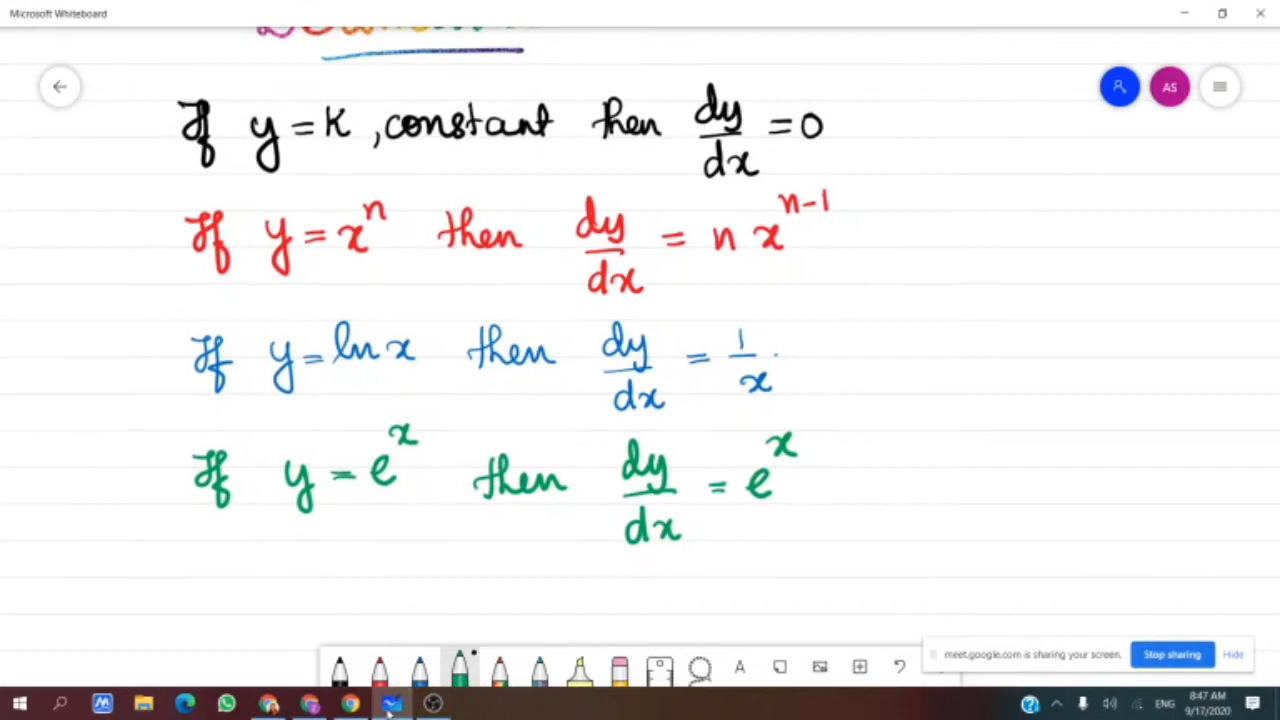 Microsoft Whiteboard
AS
If y = K, constant then dy/dx = 0
If y = x^n then dy/dx = n x^(n-1)
If y = ln x then dy/dx = 1/x
If y = e^x then dy/dx = e^x
meet.google.com is sharing your screen. Stop sharing Hide
8:47 AM
ENG
9/17/2020